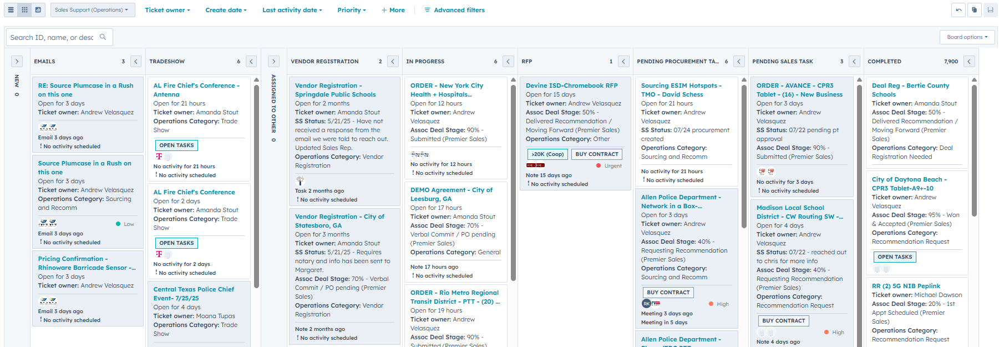 Sales Support (Operations)
Ticket owner
Create date
Last activity date
Priority
More
Advanced filters
Search ID, name, or desc
Board options
NEW 0
EMAILS 3
RE: Source Plumcase in a Rush
on this one
Open for 3 days
Ticket owner: Andrew Velasquez
Email 3 days ago
! No activity scheduled
Source Plumcase in a Rush on
this one
Open for 3 days
Ticket owner: Andrew Velasquez
Operations Category: Sourcing
and Recomm
Low
Email 3 days ago
! No activity scheduled
Pricing Confirmation -
Rhinoware Barricade Sensor -...
Open for 3 days
Ticket owner: Andrew Velasquez
Email 3 days ago
! No activity scheduled
TRADESHOW 6
AL Fire Chief's Conference -
Antenna
Open for 21 hours
Ticket owner: Amanda Stout
Operations Category: Trade
Show
OPEN TASKS
No activity for 21 hours
! No activity scheduled
AL Fire Chief's Conference
Open for 2 days
Ticket owner: Amanda Stout
Operations Category: Trade
Show
OPEN TASKS
No activity for 2 days
! No activity scheduled
Central Texas Police Chief
Event- 7/25/25
Open for 4 days
Ticket owner: Moana Tupas
Operations Category: Trade
Show
ASSIGNED TO OTHER 0
VENDOR REGISTRATION 2
Vendor Registration -
Springdale Public Schools
Open for 2 months
Ticket owner: Amanda Stout
SS Status: 5/21/25 - Have not
received a response from the
email we were told to reach out.
Updated Sales Rep.
Operations Category: Vendor
Registration
Task 2 months ago
! No activity scheduled
Vendor Registration - City of
Statesboro, GA
Open for 3 months
Ticket owner: Amanda Stout
SS Status: 5/21/25 - Requires
notary and info has been sent to
Margaret.
Assoc Deal Stage: 70% - Verbal
Commit / PO pending (Premier
Sales)
Operations Category: Vendor
Registration
Note 2 months ago
! No activity scheduled
IN PROGRESS 6
ORDER - New York City
Health + Hospitals...
Open for 12 hours
Ticket owner: Andrew
Velasquez
Assoc Deal Stage: 90% -
Submitted (Premier Sales)
No activity for 12 hours
! No activity scheduled
DEMO Agreement - City of
Leesburg, GA
Open for 17 hours
Ticket owner: Amanda Stout
Assoc Deal Stage: 70% -
Verbal Commit / PO pending
(Premier Sales)
Operations Category: General
Note 17 hours ago
! No activity scheduled
ORDER - Rio Metro Regional
Transit District - PTT - (20) ...
Open for 19 hours
Ticket owner: Andrew
Velasquez
Assoc Deal Stage: 90% -
Submitted (Premier Sales)
RFP 1
Devine ISD-Chromebook RFP
Open for 15 days
Ticket owner: Andrew Velasquez
Assoc Deal Stage: 50% -
Delivered Recommendation /
Moving Forward (Premier Sales)
Operations Category: Other
>20K (Coop)
BUY CONTRACT
Urgent
Note 15 days ago
! No activity scheduled
PENDING PROCUREMENT TA... 6
Sourcing ESIM Hotspots -
TMO - David Schess
Open for 21 hours
Ticket owner: Andrew
Velasquez
SS Status: 07/24 procurement
created
Operations Category:
Sourcing and Recomm
No activity for 21 hours
! No activity scheduled
Allen Police Department -
Network in a Box-...
Open for 3 days
Ticket owner: Andrew
Velasquez
Assoc Deal Stage: 40% -
Requesting Recommendation
(Premier Sales)
Operations Category:
Sourcing and Recomm
BUY CONTRACT
RK
High
Meeting 3 days ago
Meeting in 5 days
Allen Police Department -
PENDING SALES TASK 3
ORDER - AVANCE - CPR3
Tablet - (16) - New Business
Open for 3 days
Ticket owner: Andrew
Velasquez
SS Status: 07/22 pending pt
approval
Assoc Deal Stage: 90% -
Submitted (Premier Sales)
No activity for 3 days
! No activity scheduled
Madison Local School
District - CW Routing SW -...
Open for 4 days
Ticket owner: Andrew
Velasquez
SS Status: 07/22 - reached out
to chris for more info
Assoc Deal Stage: 40% -
Requesting Recommendation
(Premier Sales)
Operations Category:
Recommendation Request
BUY CONTRACT
High
Note 4 days ago
COMPLETED 7,900
Deal Reg - Bertie County
Schools
Ticket owner: Amanda Stout
Assoc Deal Stage: 50% -
Delivered Recommendation /
Moving Forward (Premier
Sales)
Operations Category: Deal
Registration Needed
City of Daytona Beach -
CPR3 Tablet-A9+-10
Ticket owner: Andrew
Velasquez
Assoc Deal Stage: 95% - Won
& Accepted (Premier Sales)
Operations Category:
Recommendation Request
OPEN TASKS
RR (2) 5G NIB Peplink
Ticket owner: Michael Dawson
Assoc Deal Stage: 20% - 1st
Appt Scheduled (Premier
Sales)
Operations Category:
Recommendation Request